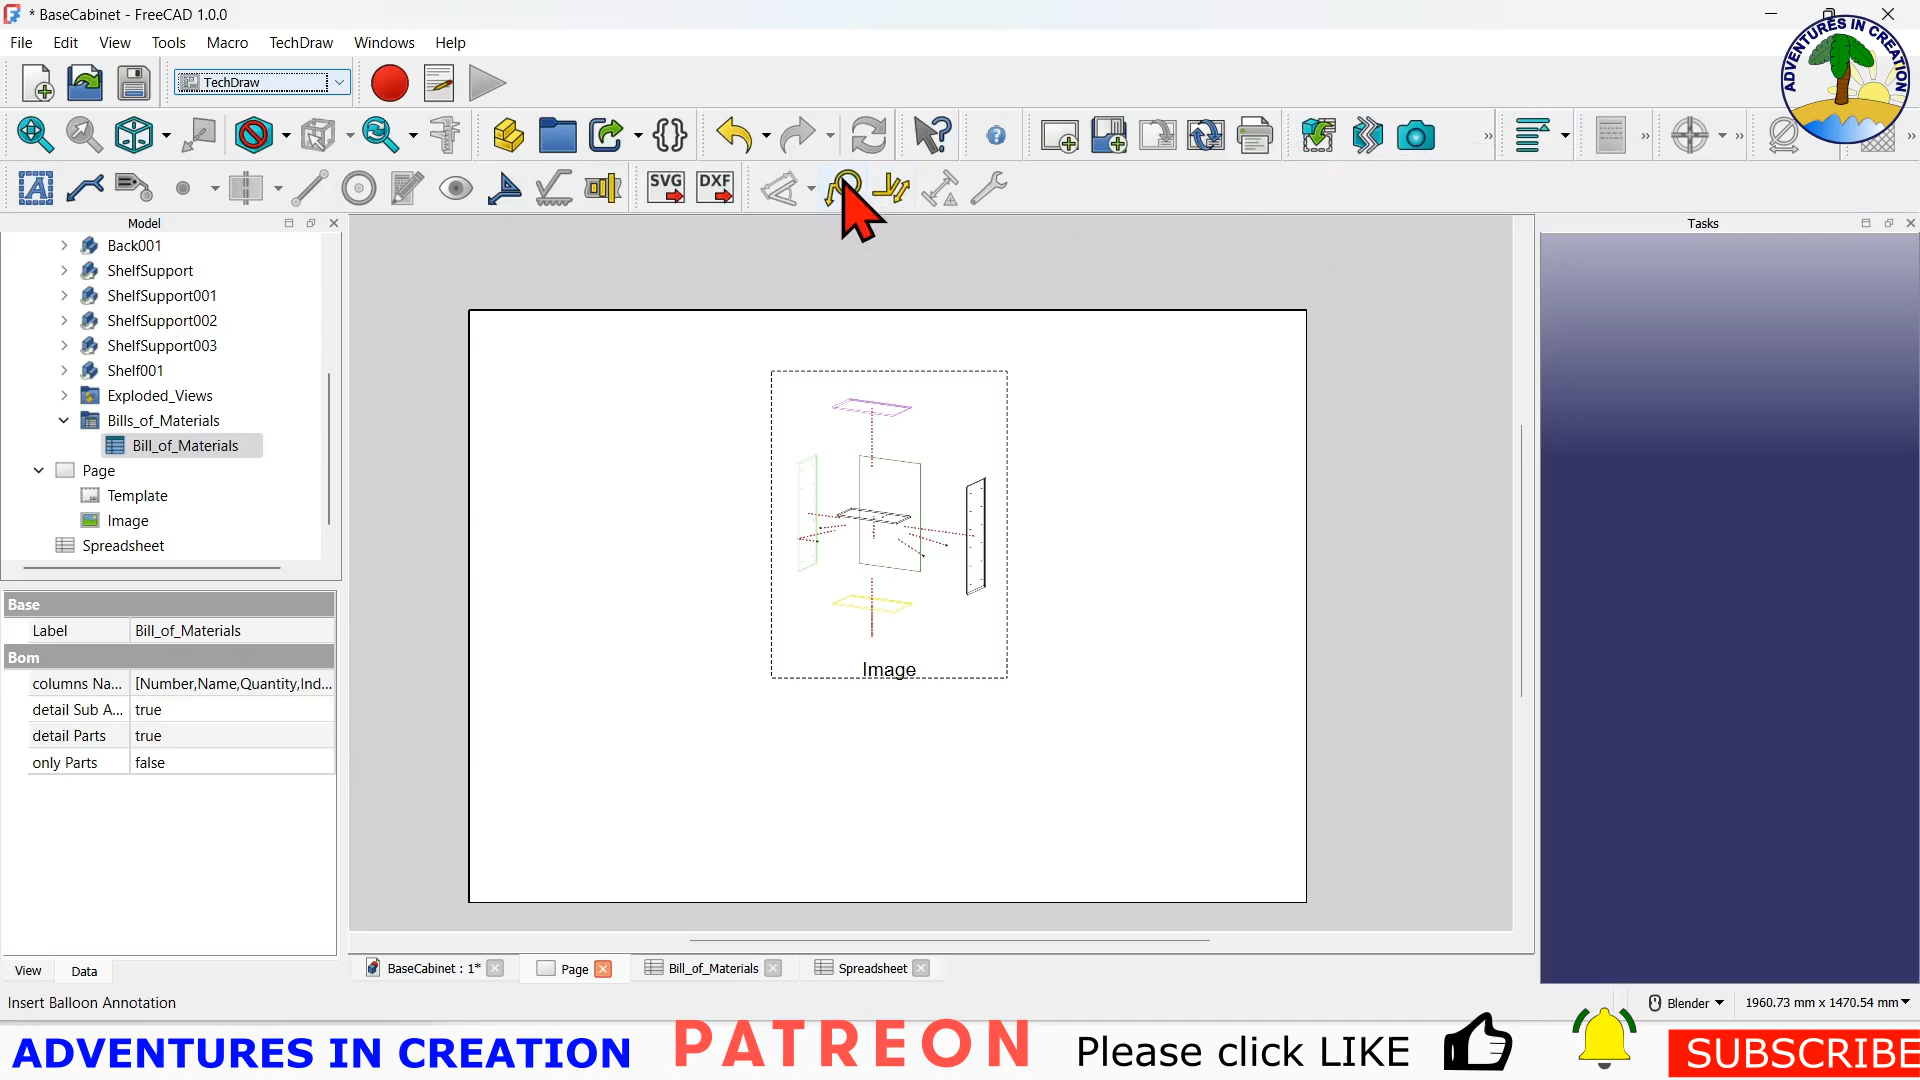 * BaseCabinet - FreeCAD 1.0.0
File Edit View Tools Macro TechDraw Windows Help
ADVENTURES IN CREATION
TechDraw
SVG DXF
Model
Tasks
Back001
ShelfSupport
ShelfSupport001
ShelfSupport002
ShelfSupport003
Shelf001
Exploded_Views
Bills_of_Materials
Bill_of_Materials
Page
Template
Image
Spreadsheet
Base
Label Bill_of_Materials
Bom
columns Na... [Number,Name,Quantity,Ind...
detail Sub A... true
detail Parts true
only Parts false
Image
View Data
BaseCabinet : 1* Page Bill_of_Materials Spreadsheet
Insert Balloon Annotation
Blender 1960.73 mm x 1470.54 mm
ADVENTURES IN CREATION PATREON Please click LIKE SUBSCRIBE